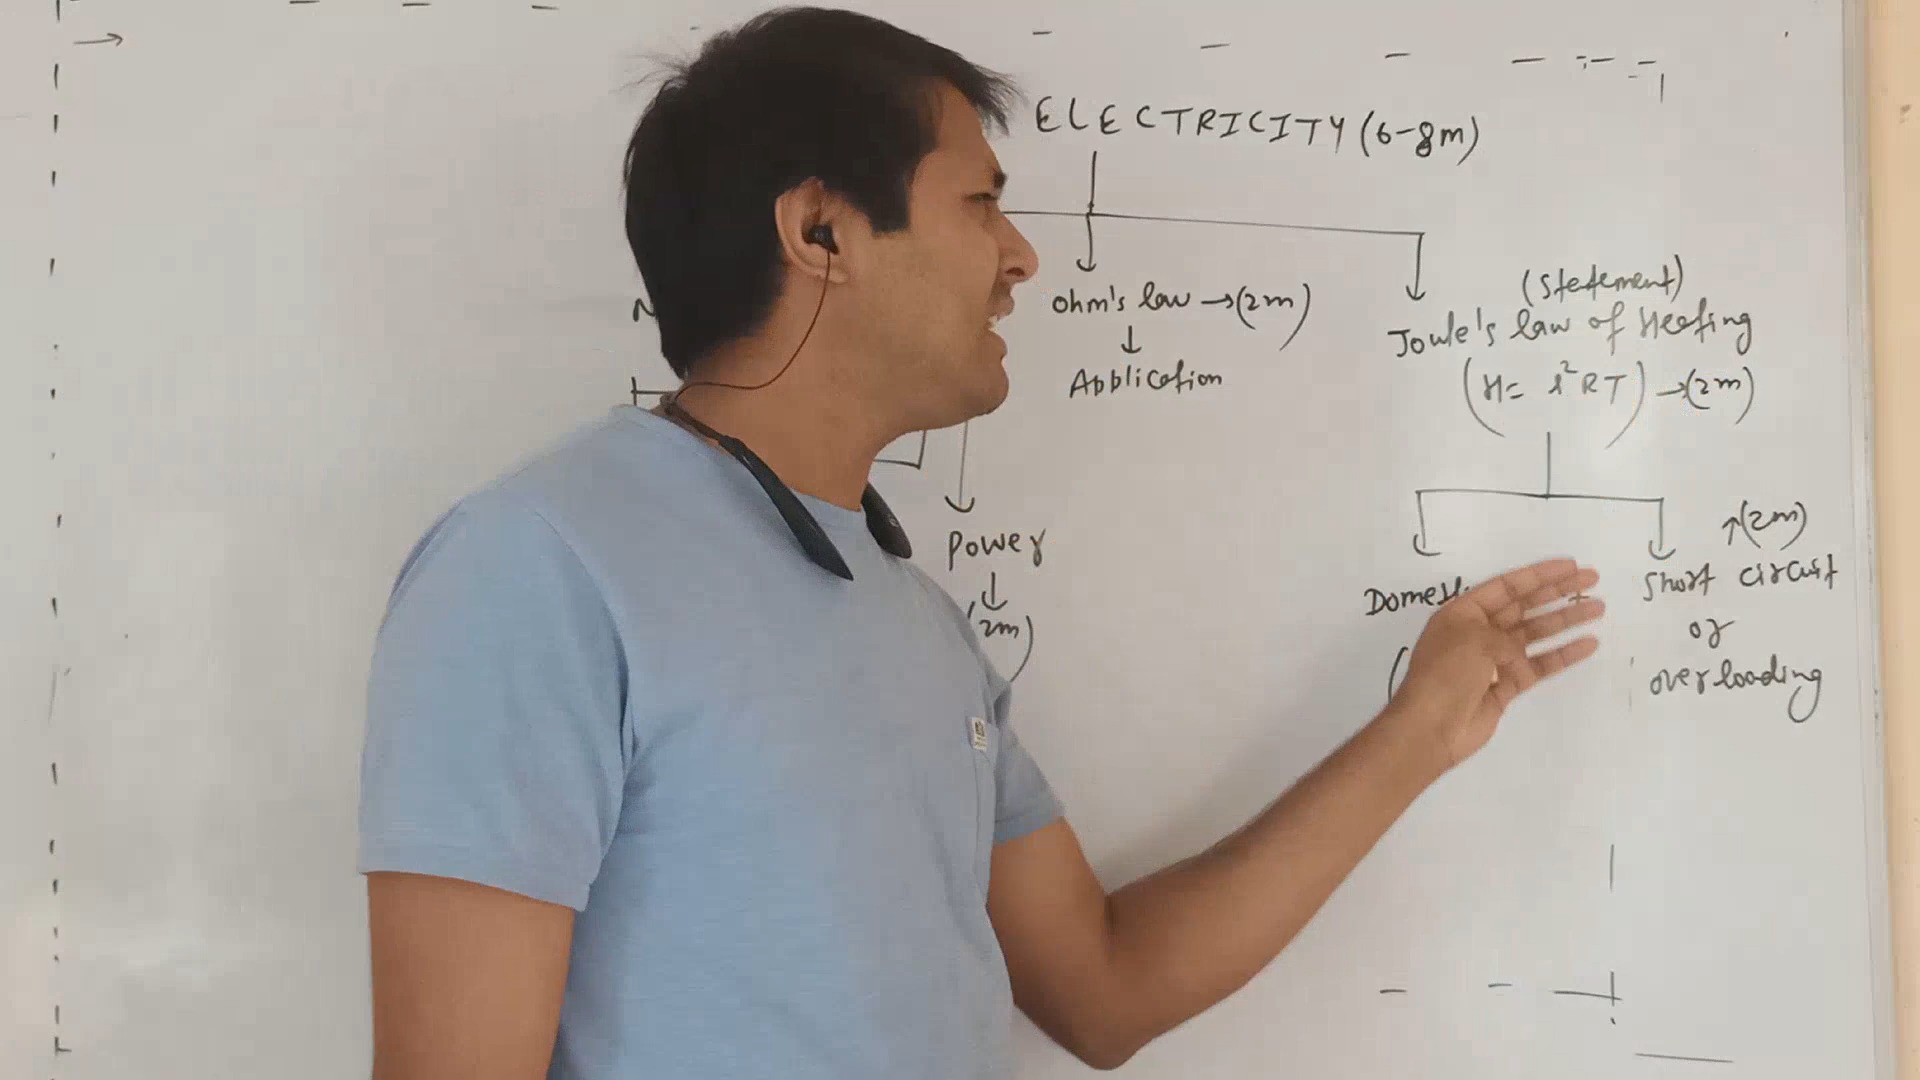 ELECTRICITY (6-8m)
Ohm's law → (2m)
↓
Application
(Statement)
Joule's law of Heating
(H = I²RT) → (2m)
Power
↓
(2m)
↑(2m)
Short circuit
or
overloading